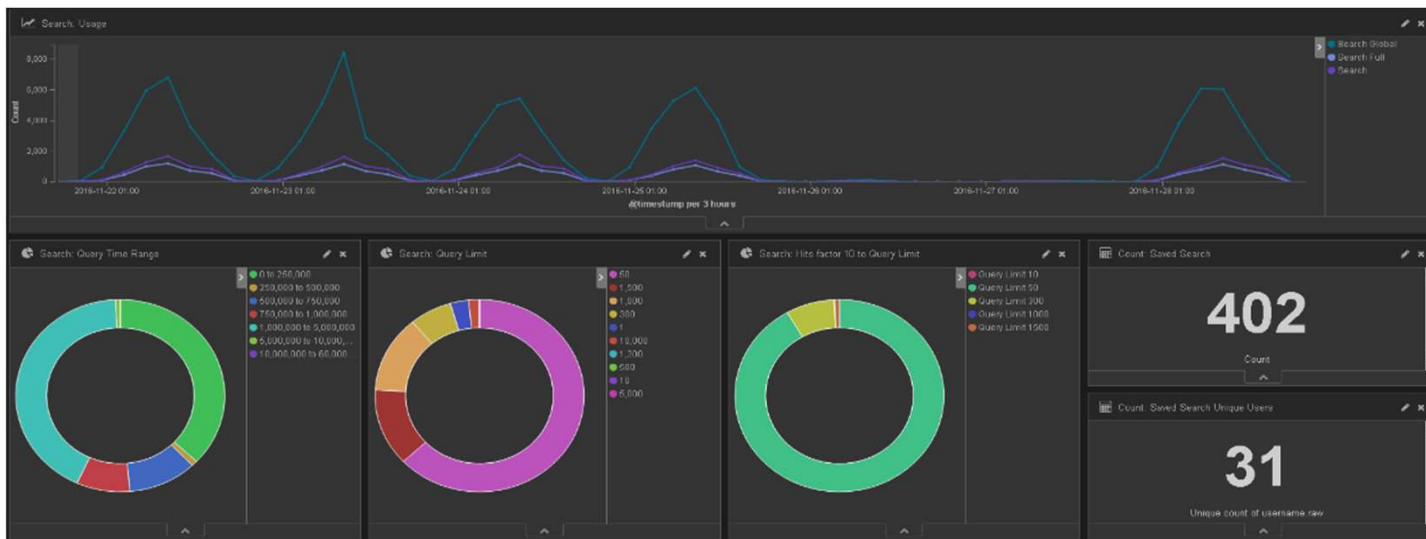 Search: Usage
Search Global
Search Full
Search
8,000
6,000
4,000
2,000
0
Count
2016-11-22 01:00
2016-11-23 01:00
2016-11-24 01:00
2016-11-25 01:00
2016-11-26 01:00
2016-11-27 01:00
2016-11-28 01:00
@timestamp per 3 hours
Search: Query Time Range
0 to 250,000
250,000 to 500,000
500,000 to 750,000
750,000 to 1,000,000
1,000,000 to 5,000,000
5,000,000 to 10,000,...
10,000,000 to 60,000...
Search: Query Limit
50
1,500
1,000
300
1
10,000
1,200
500
10
5,000
Search: Hits factor 10 to Query Limit
Query Limit 10
Query Limit 50
Query Limit 300
Query Limit 1000
Query Limit 1500
Count: Saved Search
402
Count
Count: Saved Search Unique Users
31
Unique count of username.raw